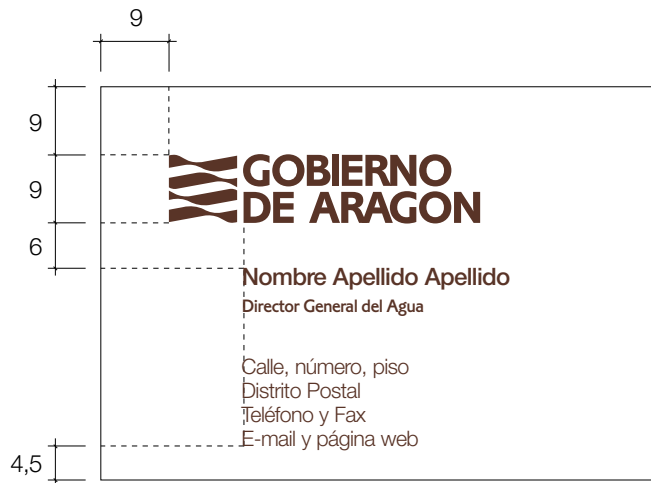 9
9
9
GOBIERNO
DE ARAGON
6
Nombre Apellido Apellido
Director General del Agua
Calle, número, piso
Distrito Postal
Teléfono y Fax
E-mail y página web
4,5